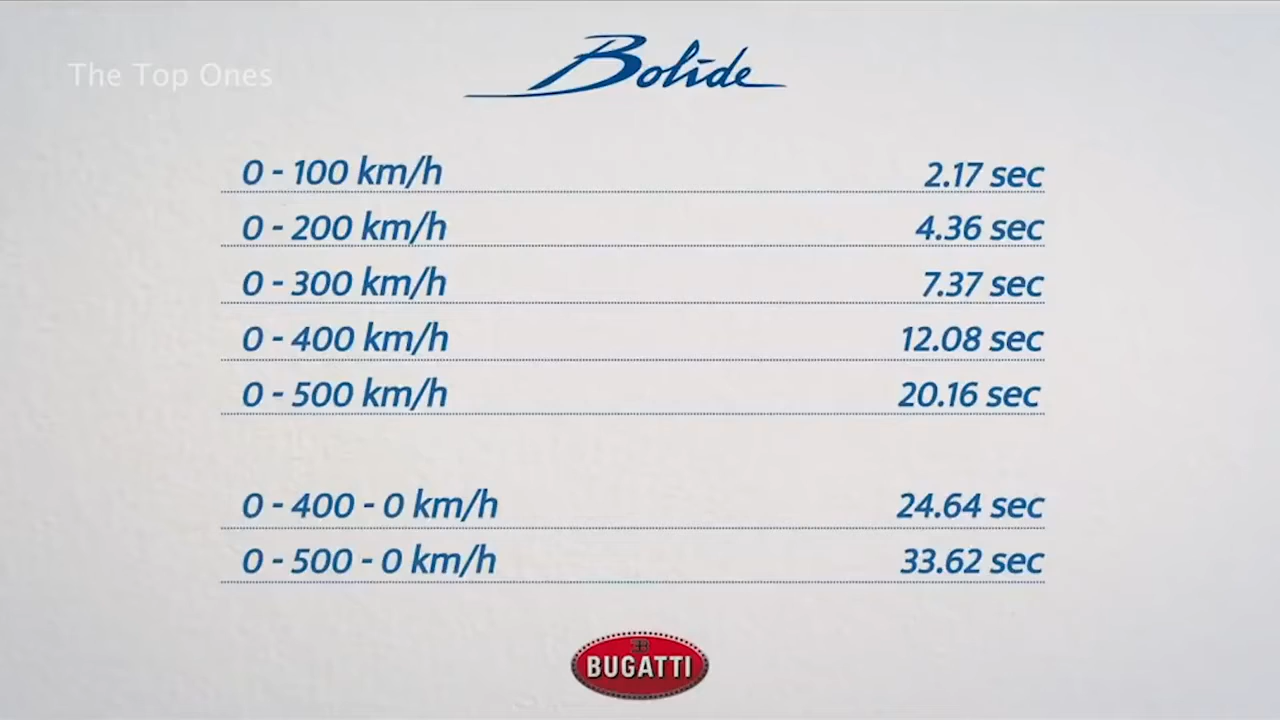 The Top Ones
Bolide
0 - 100 km/h 2.17 sec
0 - 200 km/h 4.36 sec
0 - 300 km/h 7.37 sec
0 - 400 km/h 12.08 sec
0 - 500 km/h 20.16 sec
0 - 400 - 0 km/h 24.64 sec
0 - 500 - 0 km/h 33.62 sec
EB
BUGATTI